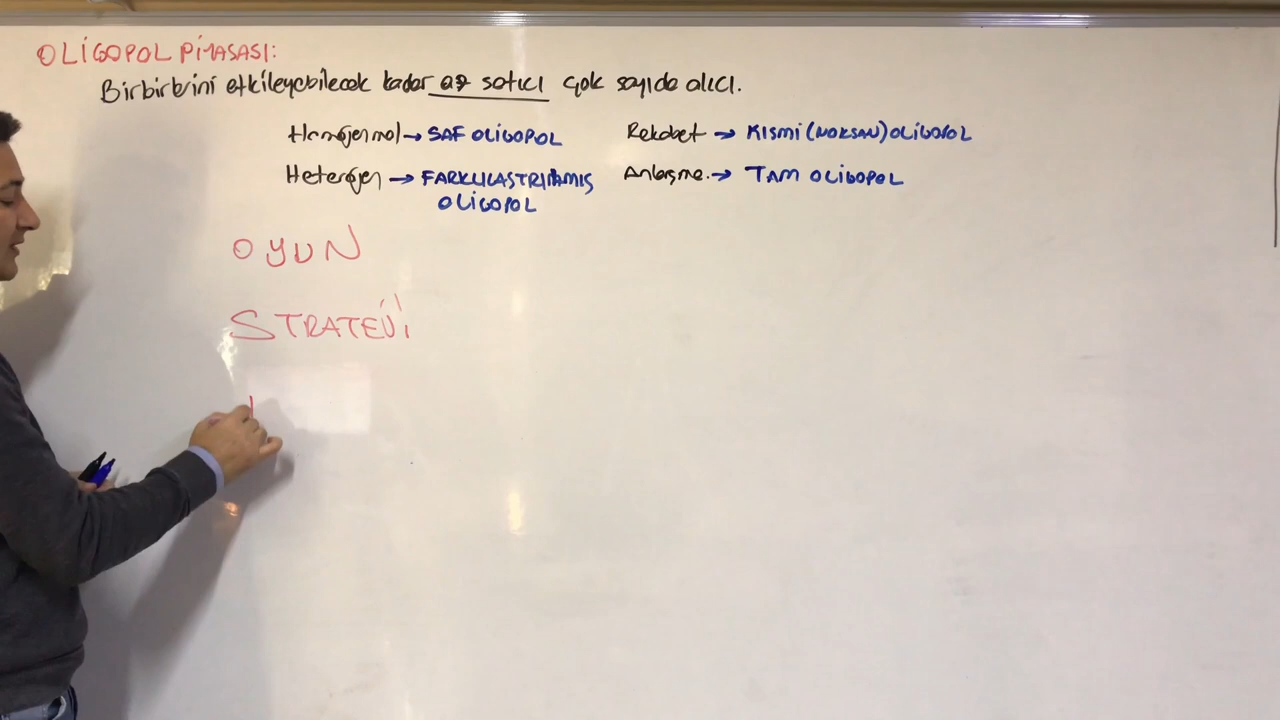 OLİGOPOL PİYASASI:
Birbirini etkileyebilecek kadar az satıcı çok sayıda alıcı.
Homojen mal → SAF OLİGOPOL Rekabet → KISMİ (NOKSAN) OLİGOPOL
Heterojen → FARKLILAŞTIRILMIŞ Anlaşma → TAM OLİGOPOL
OLİGOPOL
OYUN
STRATEJİ